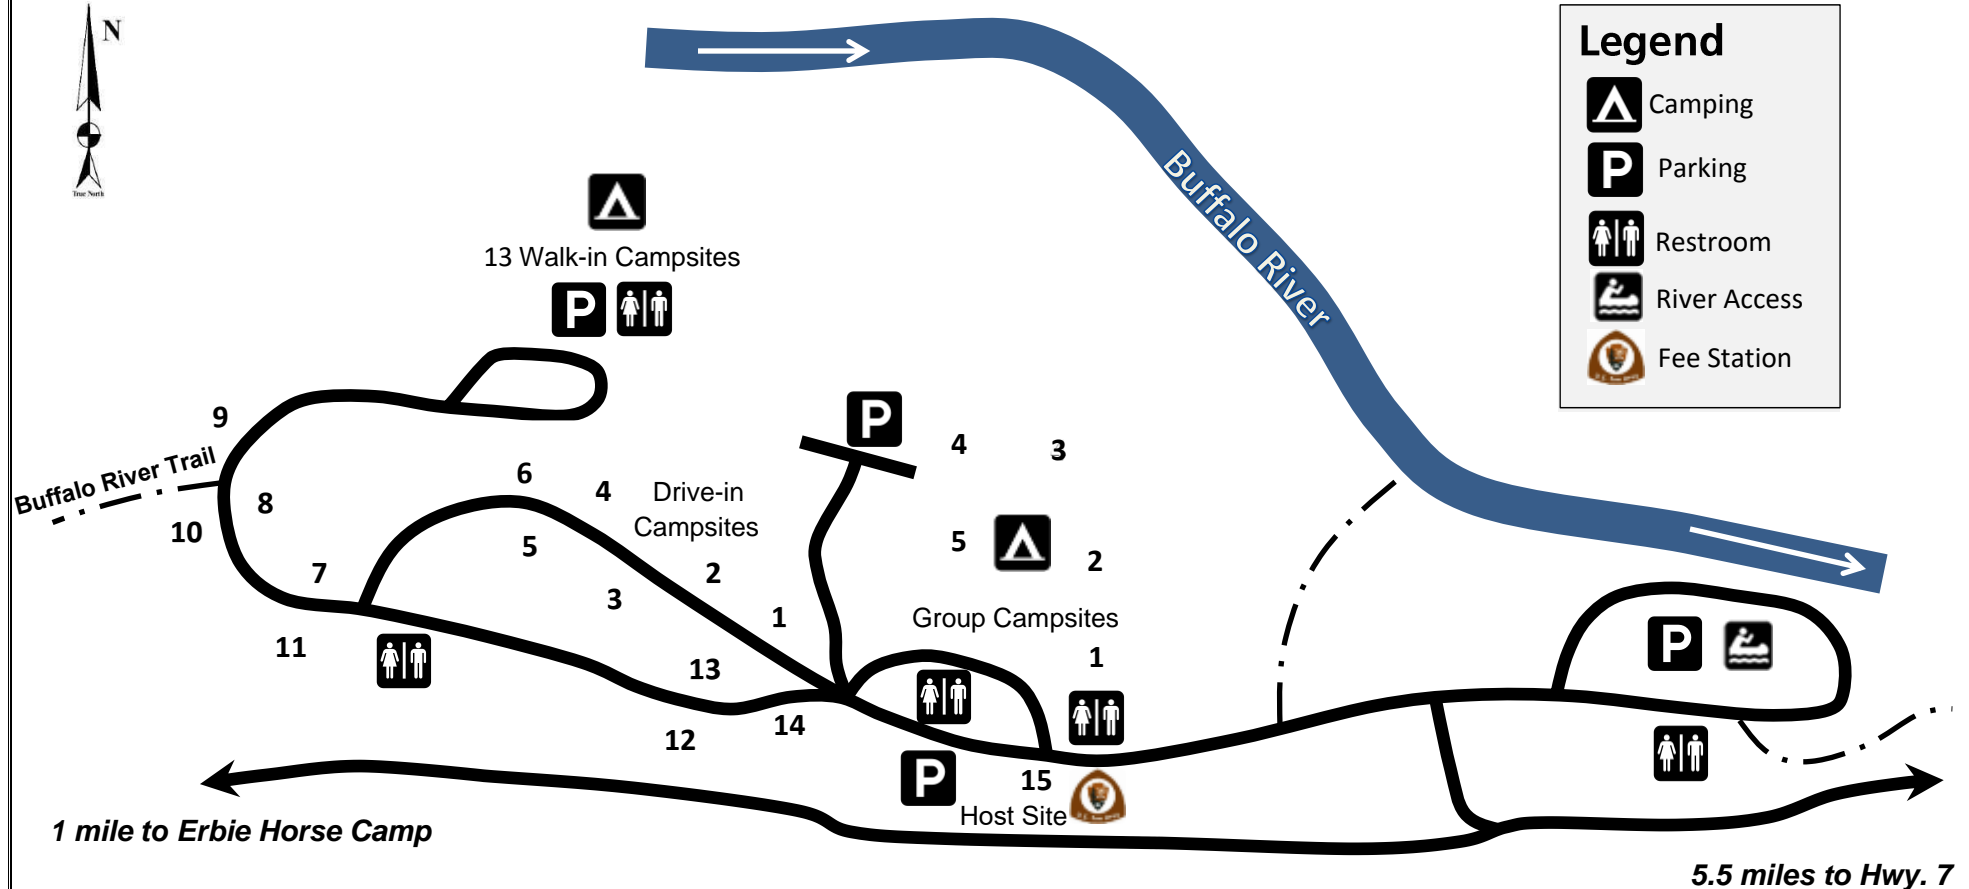 N
True North
Legend
Camping
P Parking
Restroom
River Access
Fee Station
Buffalo River
13 Walk-in Campsites
P
9
Buffalo River Trail
8
10
7
11
6
4
5
3
Drive-in
Campsites
2
1
13
12
14
P
4
3
5
2
Group Campsites
1
P
15
Host Site
P
1 mile to Erbie Horse Camp
5.5 miles to Hwy. 7